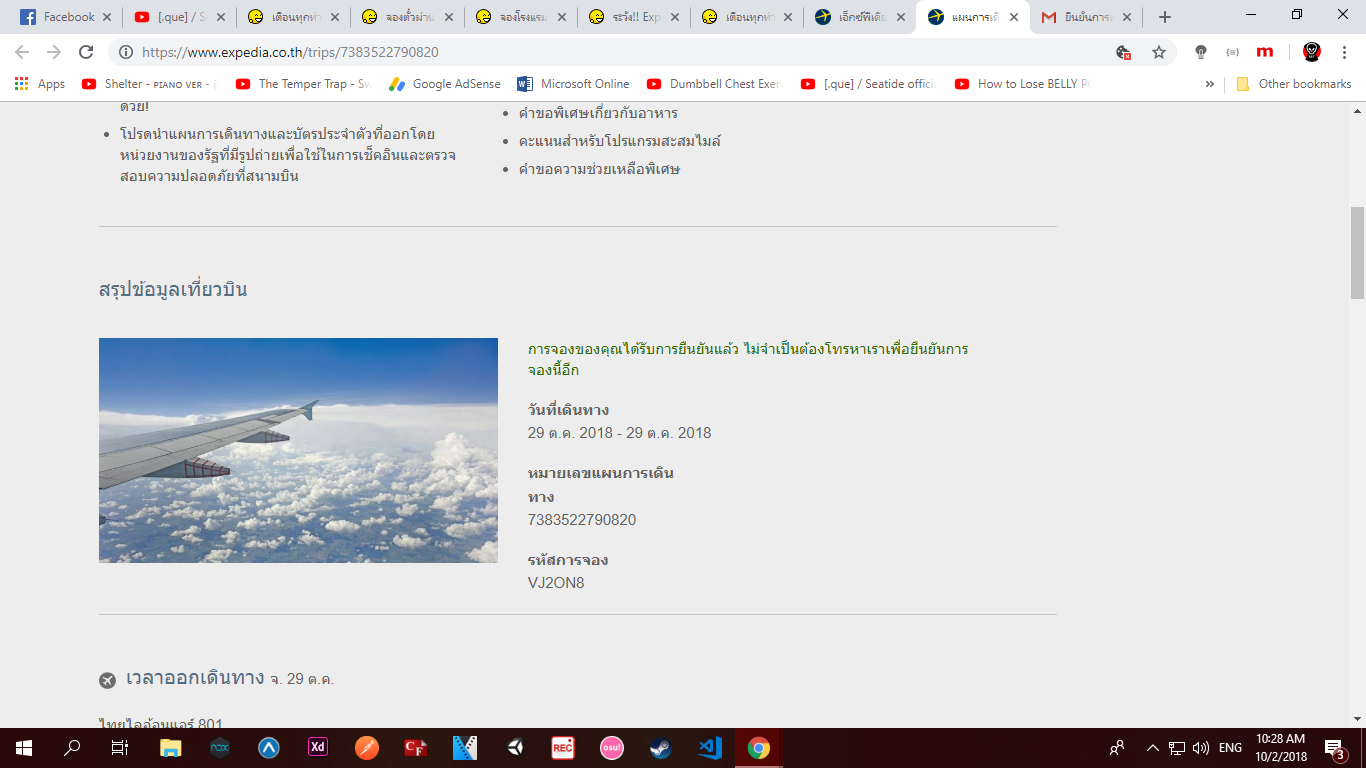 Facebook
[.que] / S
เตือนทุกท่า
จองตั๋วผ่าน
จองโรงแรม
ระวัง!! Exp
เตือนทุกท่า
เอ็กซ์พีเดีย
แผนการเดิ
ยืนยันการ
https://www.expedia.co.th/trips/7383522790820
Apps
Shelter - PIANO VER - (
The Temper Trap - Sw
Google AdSense
Microsoft Online
Dumbbell Chest Exer
[.que] / Seatide offici
How to Lose BELLY
»
Other bookmarks
ด้วย!
โปรดนำแผนการเดินทางและบัตรประจำตัวที่ออกโดย
หน่วยงานของรัฐที่มีรูปถ่ายเพื่อใช้ในการเช็คอินและตรวจ
สอบความปลอดภัยที่สนามบิน
คำขอพิเศษเกี่ยวกับอาหาร
คะแนนสำหรับโปรแกรมสะสมไมล์
คำขอความช่วยเหลือพิเศษ
สรุปข้อมูลเที่ยวบิน
การจองของคุณได้รับการยืนยันแล้ว ไม่จำเป็นต้องโทรหาเราเพื่อยืนยันการ
จองนี้อีก
วันที่เดินทาง
29 ต.ค. 2018 - 29 ต.ค. 2018
หมายเลขแผนการเดิน
ทาง
7383522790820
รหัสการจอง
VJ2ON8
เวลาออกเดินทาง จ. 29 ต.ค.
ไทยไลอ้อนแอร์ 801
nox
Xd
CF
REC
osu!
ENG
10:28 AM
10/2/2018
3